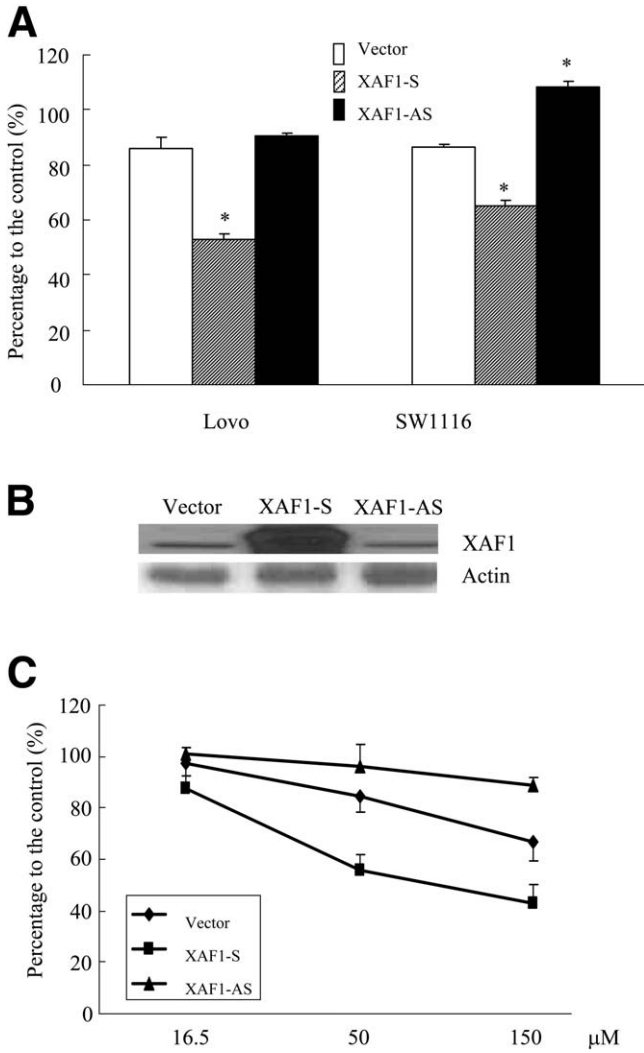 A
Percentage to the control (%)
120
100
80
60
40
20
0
Vector
XAF1-S
XAF1-AS
*
*
*
Lovo
SW1116
B
Vector XAF1-S XAF1-AS
XAF1
Actin
C
Percentage to the control (%)
120
100
80
60
40
20
0
Vector
XAF1-S
XAF1-AS
16.5 50 150 μM